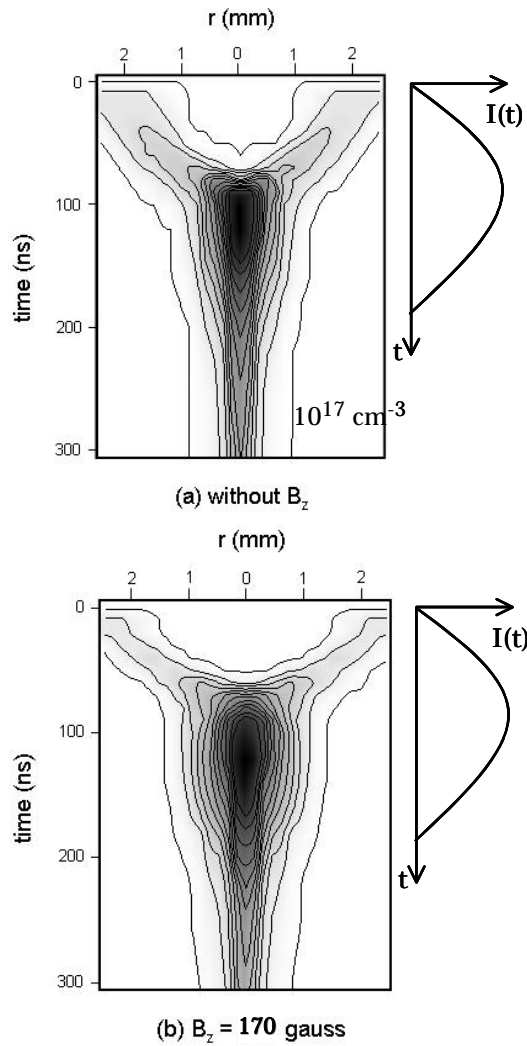 r (mm)
2 1 0 1 2
0
I(t)
100
time (ns)
200
t
10^17 cm^-3
300
(a) without B_z
r (mm)
2 1 0 1 2
0
I(t)
100
time (ns)
200
t
300
(b) B_z = 170 gauss